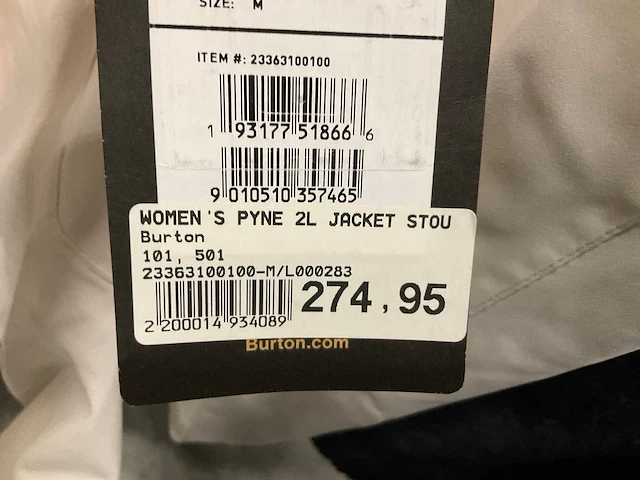 SIZE: M
ITEM #: 23363100100
1 93177 51866 6
9 010510 357465
WOMEN'S PYNE 2L JACKET STOU
Burton
101, 501
23363100100-M/L000283
2 200014 934089
274,95
Burton.com